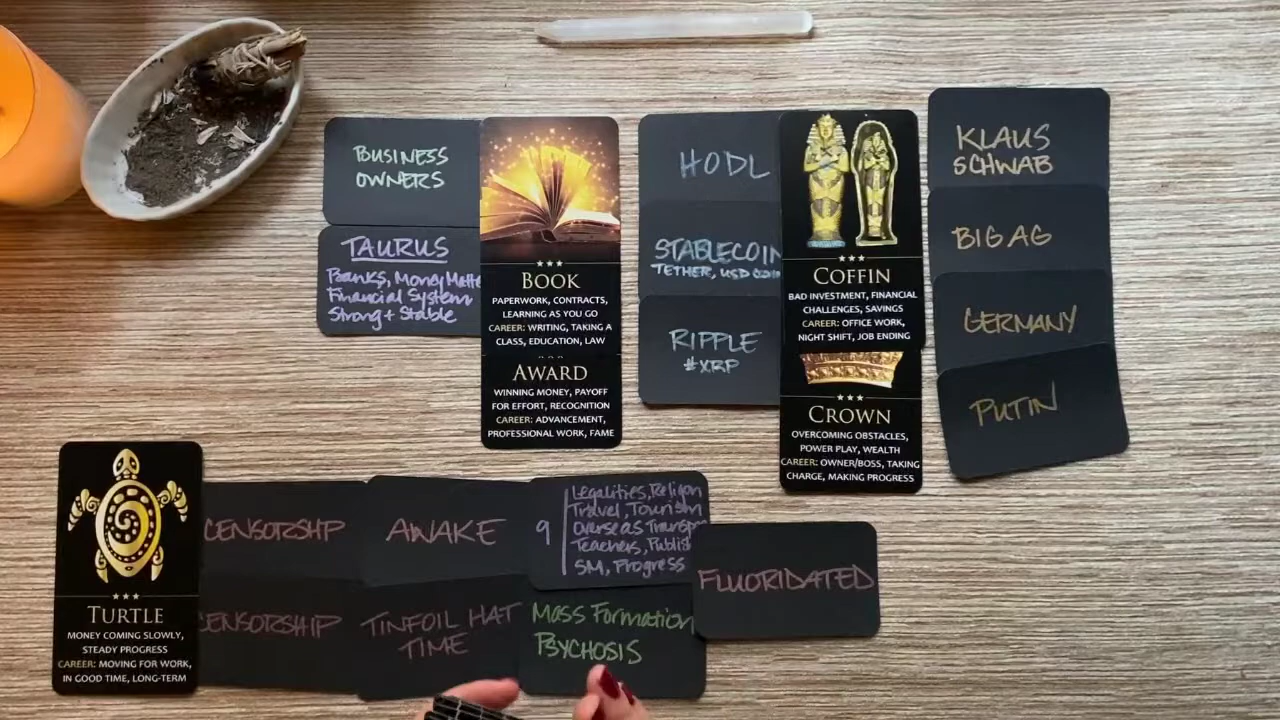 BUSINESS
OWNERS
TAURUS
Banks, Money Matte
Financial System
Strong + Stable
BOOK
PAPERWORK, CONTRACTS,
LEARNING AS YOU GO
CAREER: WRITING, TAKING A
CLASS, EDUCATION, LAW
AWARD
WINNING MONEY, PAYOFF
FOR EFFORT, RECOGNITION
CAREER: ADVANCEMENT,
PROFESSIONAL WORK, FAME
HODL
STABLECOIN
TETHER, USD COIN
RIPPLE
#XRP
COFFIN
BAD INVESTMENT, FINANCIAL
CHALLENGES, SAVINGS
CAREER: OFFICE WORK,
NIGHT SHIFT, JOB ENDING
CROWN
OVERCOMING OBSTACLES,
POWER PLAY, WEALTH
CAREER: OWNER/BOSS, TAKING
CHARGE, MAKING PROGRESS
KLAUS
SCHWAB
BIG AG
GERMANY
PUTIN
TURTLE
MONEY COMING SLOWLY,
STEADY PROGRESS
CAREER: MOVING FOR WORK,
IN GOOD TIME, LONG-TERM
CENSORSHIP
CENSORSHIP
AWAKE
TINFOIL HAT
TIME
9
Legalities, Religion
Travel, Tourism
Overseas Transpo
Teachers, Publis
SM, Progress
Mass Formation
PSYCHOSIS
FLUORIDATED